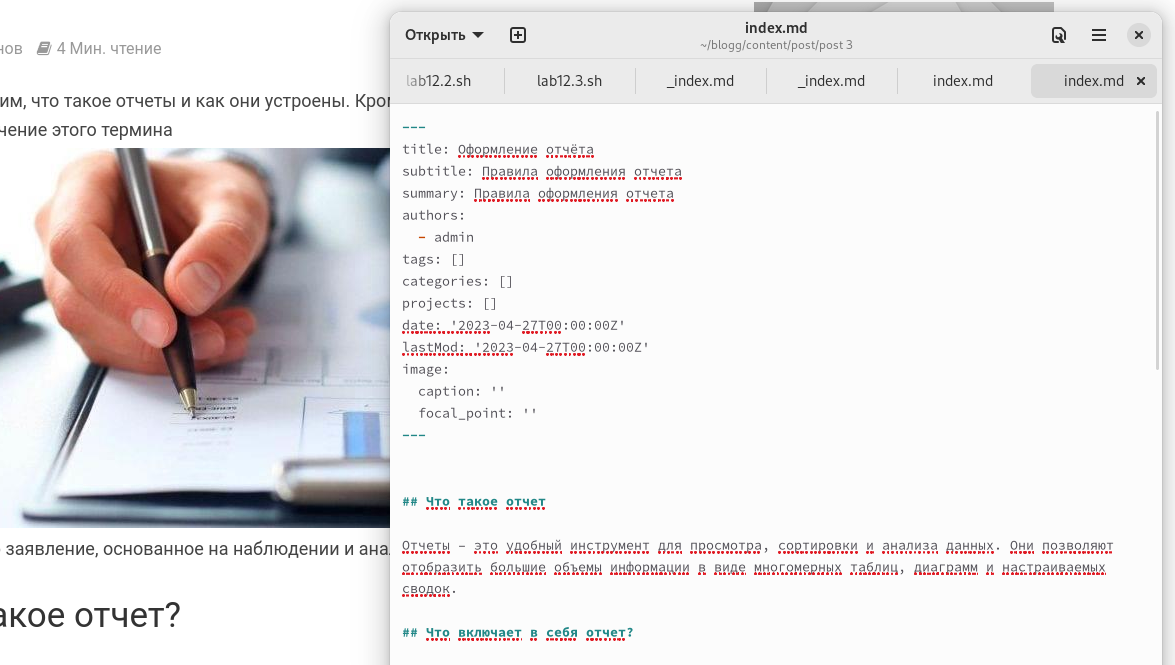 нов 4 Мин. чтение
им, что такое отчеты и как они устроены. Кро
чение этого термина
заявление, основанное на наблюдении и ана
акое отчет?
Открыть
index.md
~/blogg/content/post/post 3
lab12.2.sh lab12.3.sh _index.md _index.md index.md index.md
---
title: Оформление отчёта
subtitle: Правила оформления отчета
summary: Правила оформления отчета
authors:
- admin
tags: []
categories: []
projects: []
date: '2023-04-27T00:00:00Z'
lastMod: '2023-04-27T00:00:00Z'
image:
caption: ''
focal_point: ''
---
## Что такое отчет
Отчеты – это удобный инструмент для просмотра, сортировки и анализа данных. Они позволяют
отобразить большие объемы информации в виде многомерных таблиц, диаграмм и настраиваемых
сводок.
## Что включает в себя отчет?